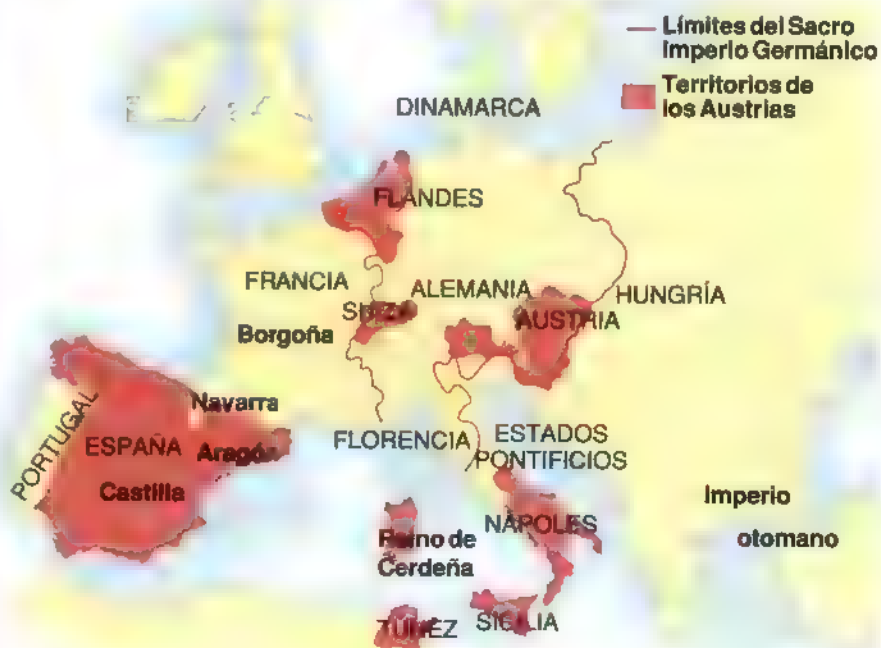 Límites del Sacro
Imperio Germánico
Territorios de
los Austrias
DINAMARCA
FLANDES
FRANCIA
ALEMANIA
HUNGRÍA
AUSTRIA
Borgoña
Navarra
PORTUGAL
ESPAÑA
Aragón
Castilla
FLORENCIA
ESTADOS
PONTIFICIOS
NÁPOLES
Imperio
otomano
Reino de
Cerdeña
TÚNEZ
SICILIA